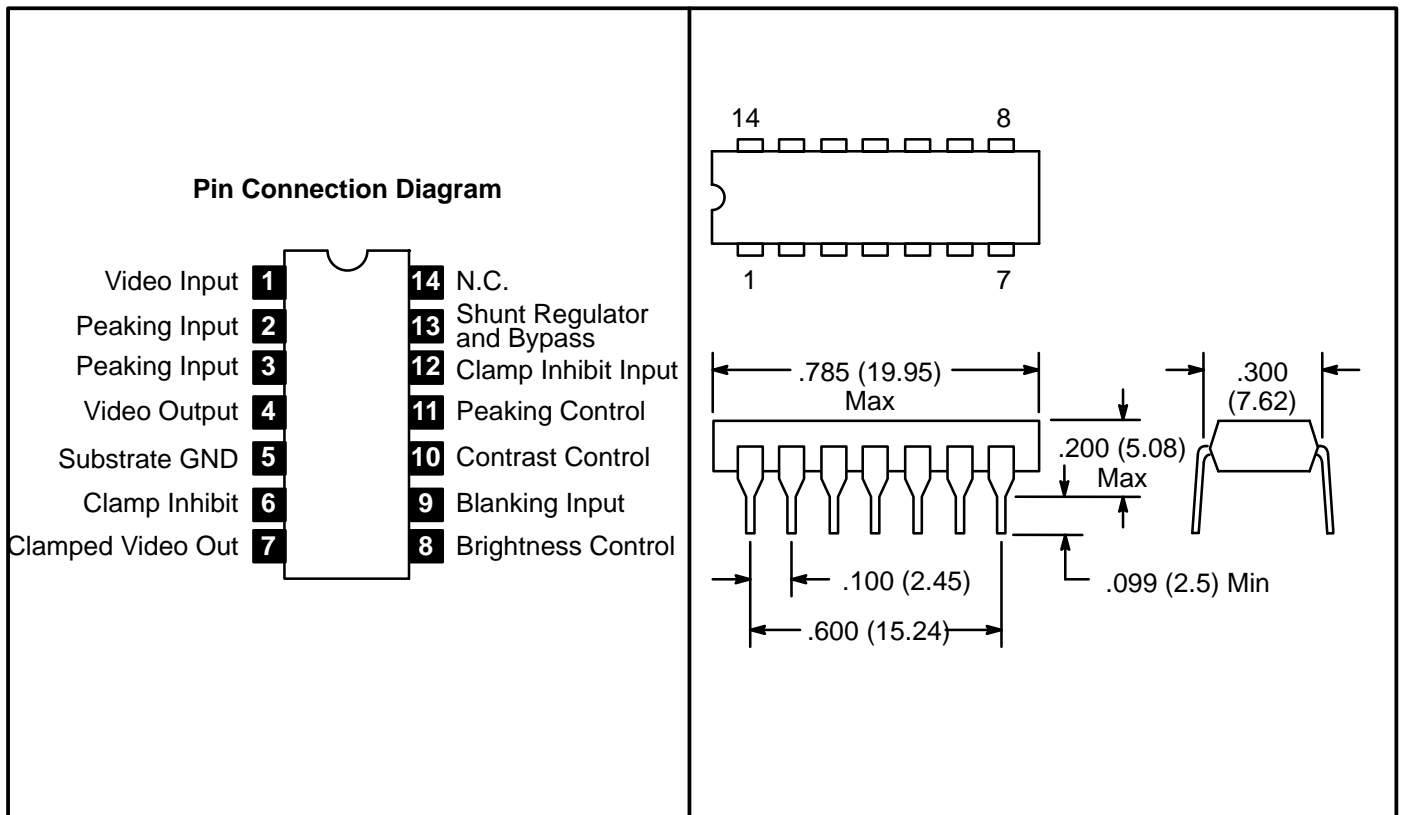 Pin Connection Diagram
Video Input 1
Peaking Input 2
Peaking Input 3
Video Output 4
Substrate GND 5
Clamp Inhibit 6
Clamped Video Out 7
14 N.C.
13 Shunt Regulator
and Bypass
12 Clamp Inhibit Input
11 Peaking Control
10 Contrast Control
9 Blanking Input
8 Brightness Control
14 8
1 7
.785 (19.95)
Max
.300
(7.62)
.200 (5.08)
Max
.100 (2.45)
.099 (2.5) Min
.600 (15.24)